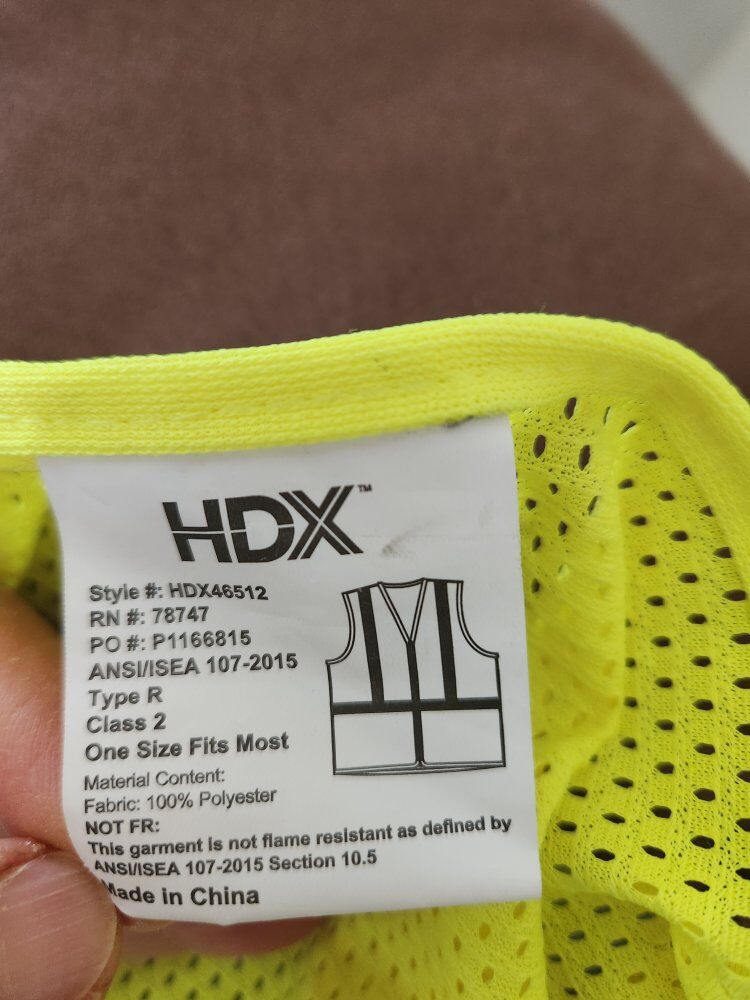 HDX™
Style #: HDX46512
RN #: 78747
PO #: P1166815
ANSI/ISEA 107-2015
Type R
Class 2
One Size Fits Most
Material Content:
Fabric: 100% Polyester
NOT FR:
This garment is not flame resistant as defined by
ANSI/ISEA 107-2015 Section 10.5
Made in China